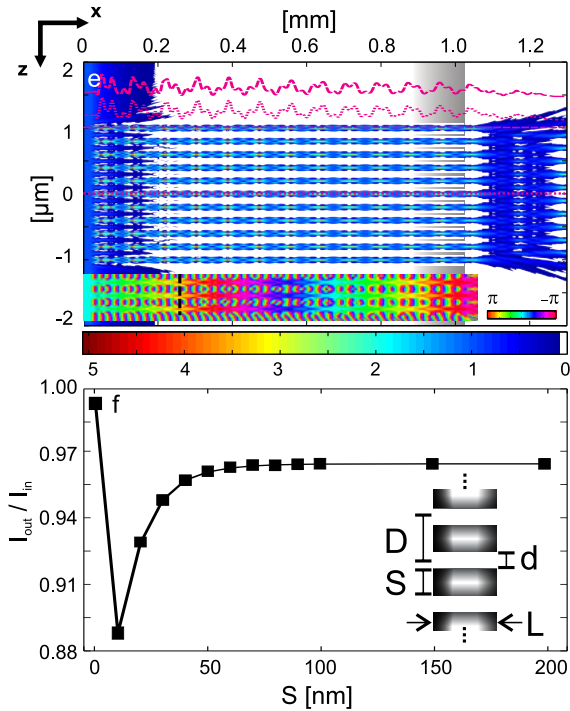 x [mm]
0 0.2 0.4 0.6 0.8 1.0 1.2
z
e
[µm]
2
1
0
-1
-2
π -π
5 4 3 2 1 0
f
I_out / I_in
1.00
0.97
0.94
0.91
0.88
D d
S
L
0 50 100 150 200
S [nm]